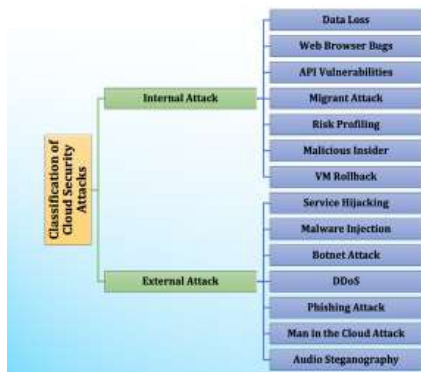 Classification of
Cloud Security
Attacks
Internal Attack
Data Loss
Web Browser Bugs
API Vulnerabilities
Migrant Attack
Risk Profiling
Malicious Insider
VM Rollback
External Attack
Service Hijacking
Malware Injection
Botnet Attack
DDoS
Phishing Attack
Man in the Cloud Attack
Audio Steganography